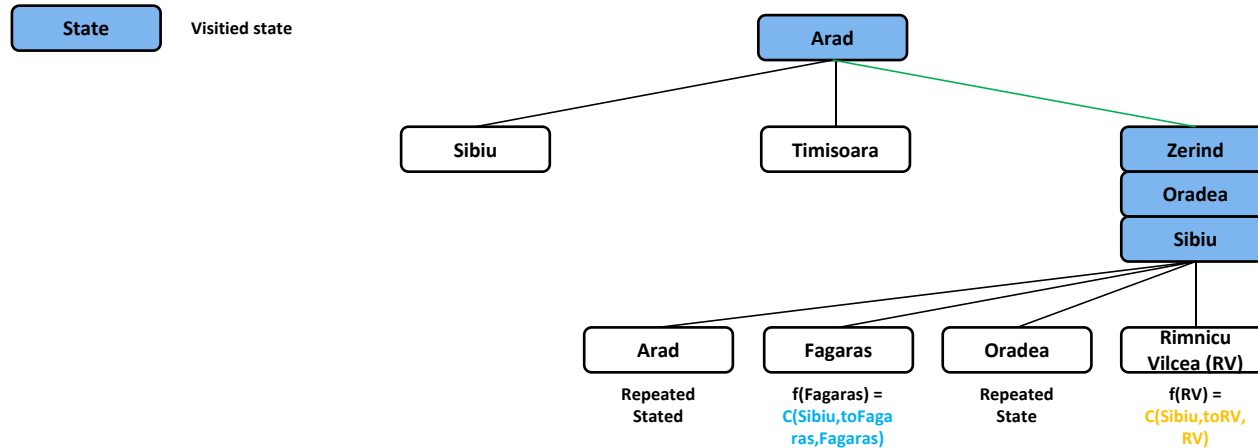 State
Visitied state
Arad
Sibiu
Timisoara
Zerind
Oradea
Sibiu
Arad
Fagaras
Oradea
Rimnicu
Vilcea (RV)
Repeated
Stated
f(Fagaras) =
C(Sibiu,toFaga
ras,Fagaras)
Repeated
State
f(RV) =
C(Sibiu,toRV,
RV)